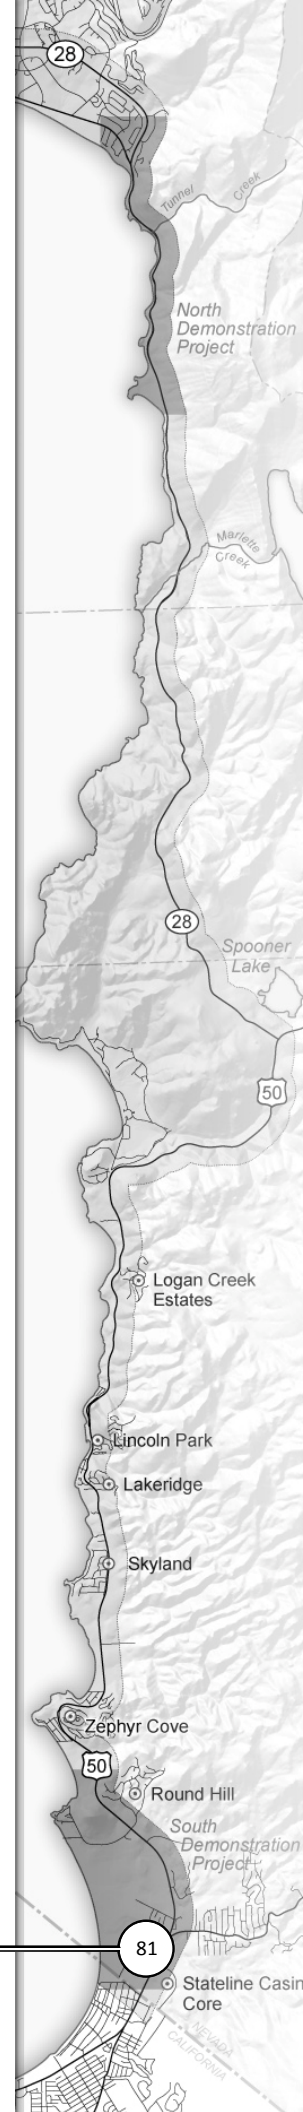 28
Tunnel Creek
North
Demonstration
Project
Marlette
Creek
28
Spooner
Lake
50
Logan Creek
Estates
Lincoln Park
Lakeridge
Skyland
Zephyr Cove
50
Round Hill
South
Demonstration
Project
81
Stateline Casin
Core
NEVADA
CALIFORNIA